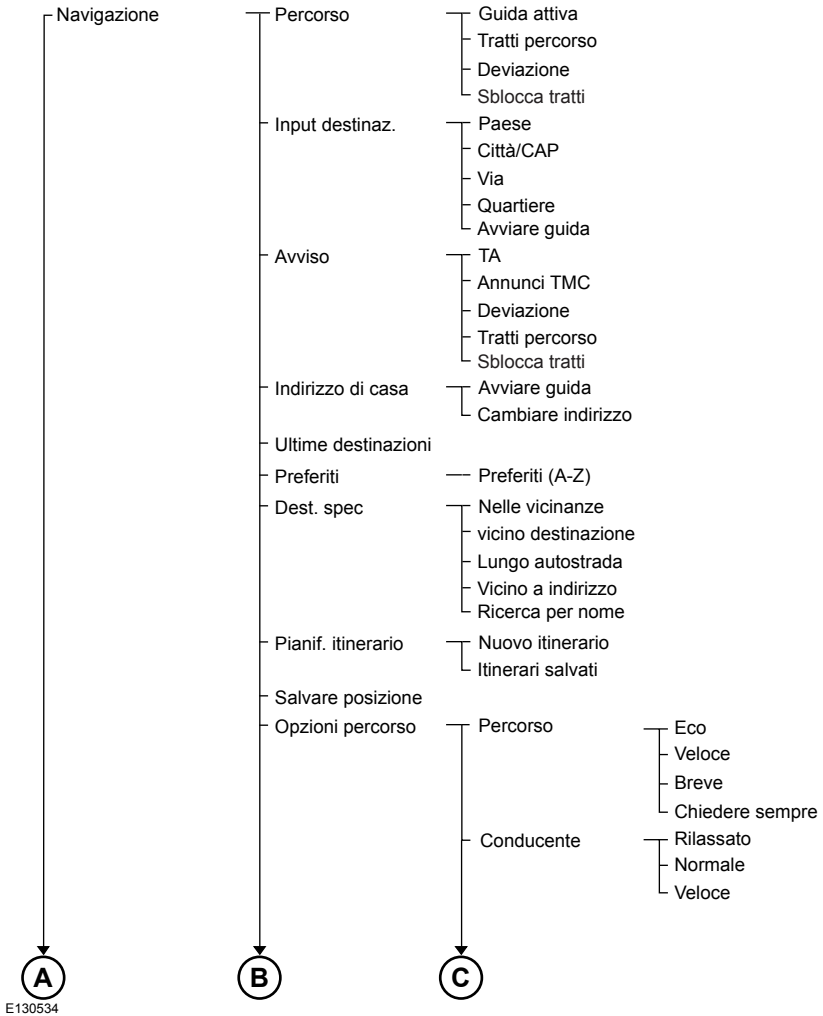 Navigazione
Percorso
Guida attiva
Tratti percorso
Deviazione
Sblocca tratti
Input destinaz.
Paese
Città/CAP
Via
Quartiere
Avviare guida
Avviso
TA
Annunci TMC
Deviazione
Tratti percorso
Sblocca tratti
Indirizzo di casa
Avviare guida
Cambiare indirizzo
Ultime destinazioni
Preferiti
Preferiti (A-Z)
Dest. spec
Nelle vicinanze
vicino destinazione
Lungo autostrada
Vicino a indirizzo
Ricerca per nome
Pianif. itinerario
Nuovo itinerario
Itinerari salvati
Salvare posizione
Opzioni percorso
Percorso
Eco
Veloce
Breve
Chiedere sempre
Conducente
Rilassato
Normale
Veloce
A
B
C
E130534